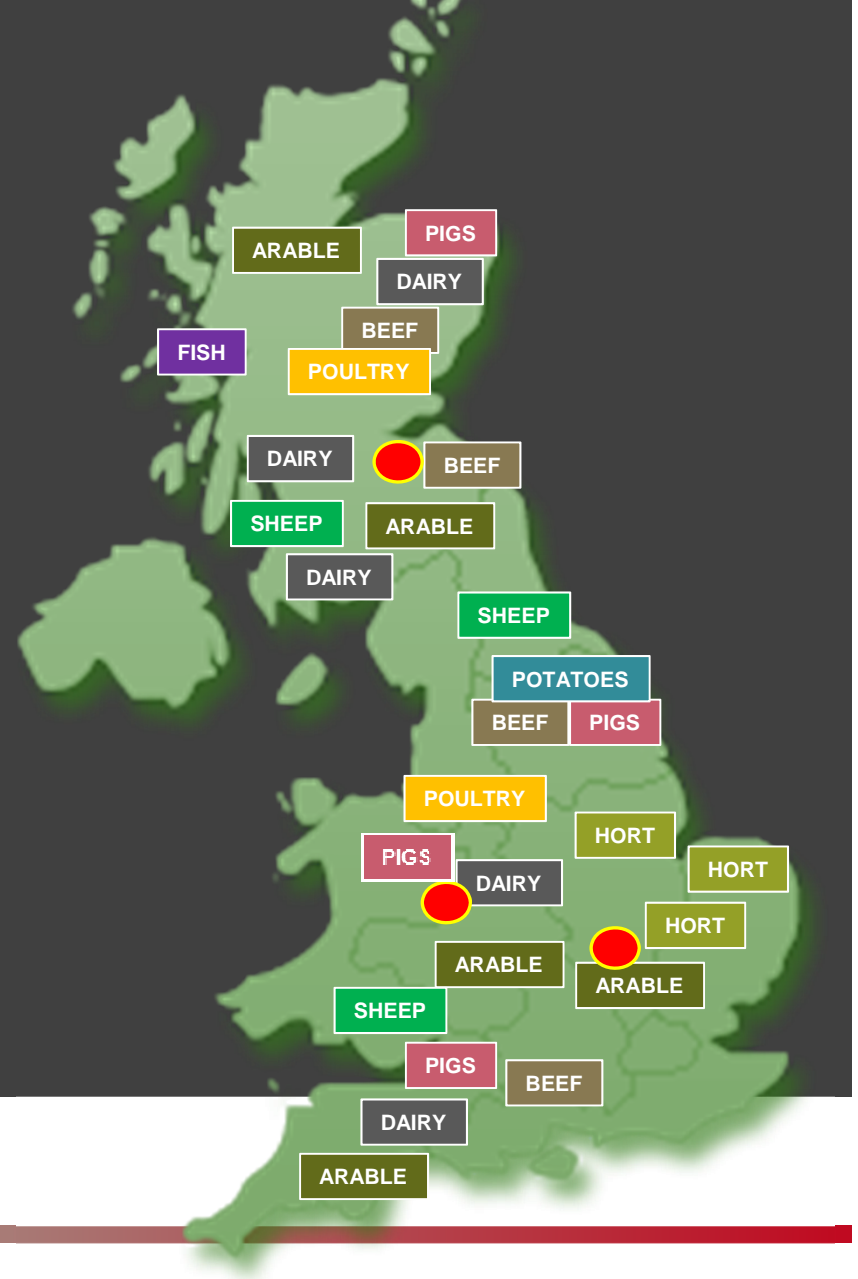 PIGS
ARABLE
DAIRY
BEEF
FISH
POULTRY
DAIRY
BEEF
SHEEP
ARABLE
DAIRY
SHEEP
POTATOES
BEEF
PIGS
POULTRY
HORT
PIGS
HORT
DAIRY
HORT
ARABLE
ARABLE
SHEEP
PIGS
BEEF
DAIRY
ARABLE